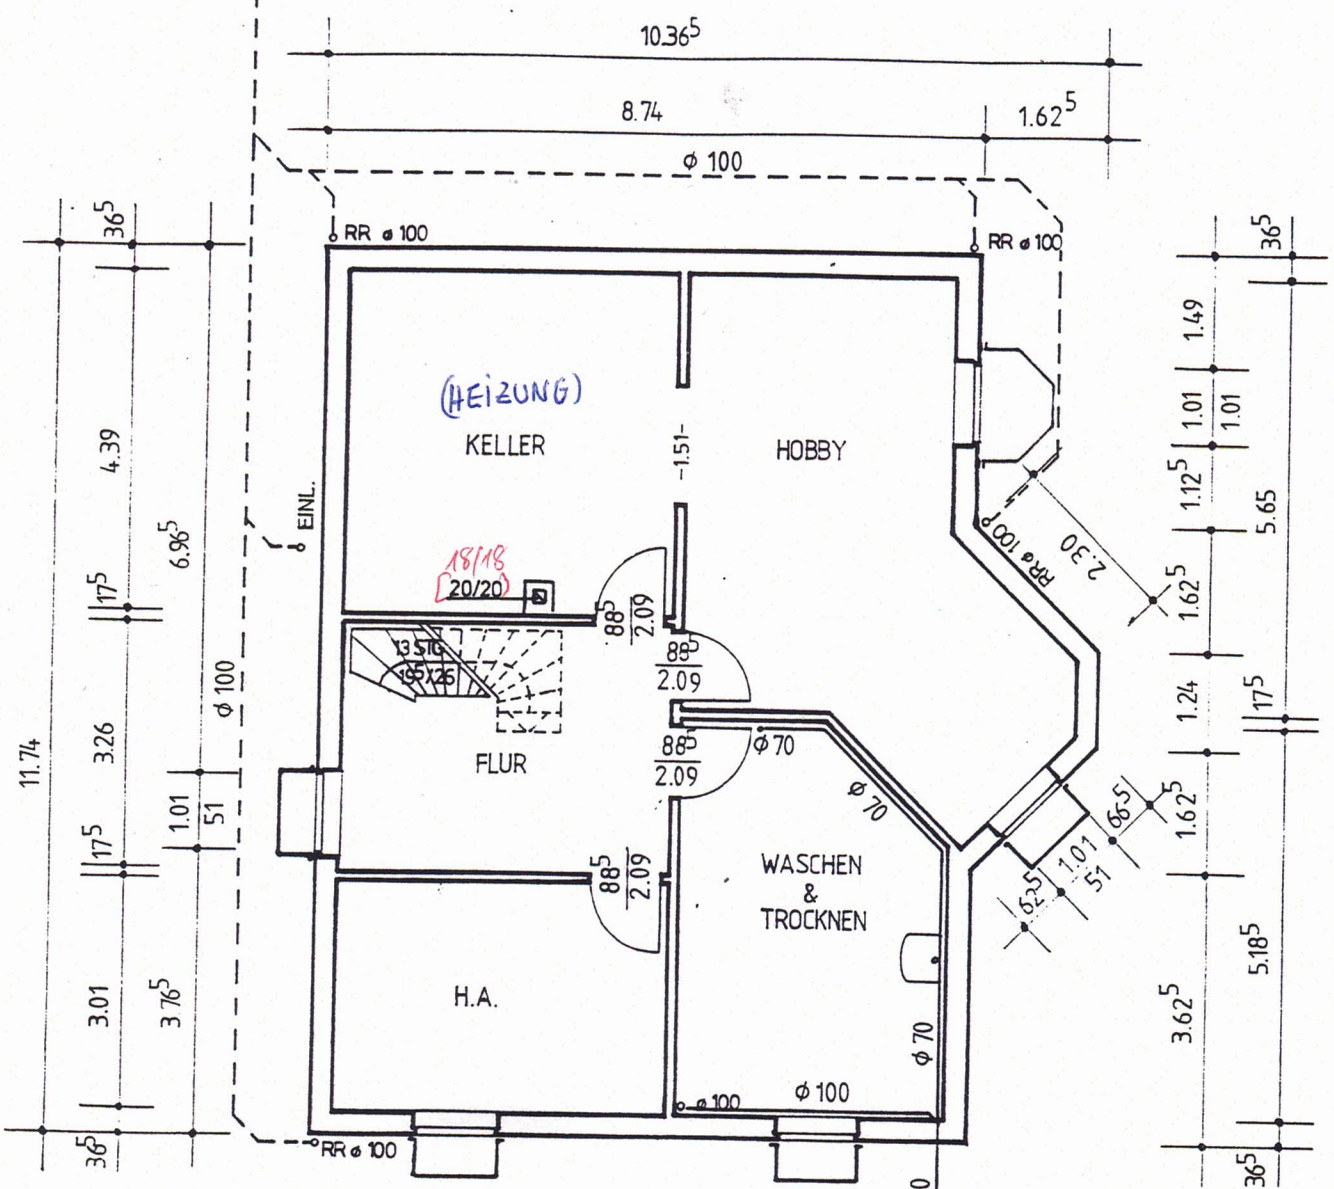 10.36⁵
8.74
1.62⁵
ϕ 100
RR ϕ 100
RR ϕ 100
36⁵
36⁵
1.49
(HEIZUNG)
KELLER
HOBBY
-1.51-
1.01
1.01
4.39
EINL.
6.96⁵
1.12⁵
5.65
RR ϕ 100
2.30
18/18
[20/20]
17⁵
88⁵
2.09
1.62⁵
13 STG
19⁵/26
88⁵
2.09
ϕ 100
1.24
17⁵
11.74
3.26
FLUR
88⁵
2.09
ϕ 70
ϕ 70
1.01
51
1.62⁵
66⁵
1.01
51
62⁵
17⁵
88⁵
2.09
WASCHEN
&
TROCKNEN
H.A.
3.01
3.76⁵
ϕ 70
3.62⁵
5.18⁵
ϕ 100
ϕ 100
RR ϕ 100
36⁵
36⁵